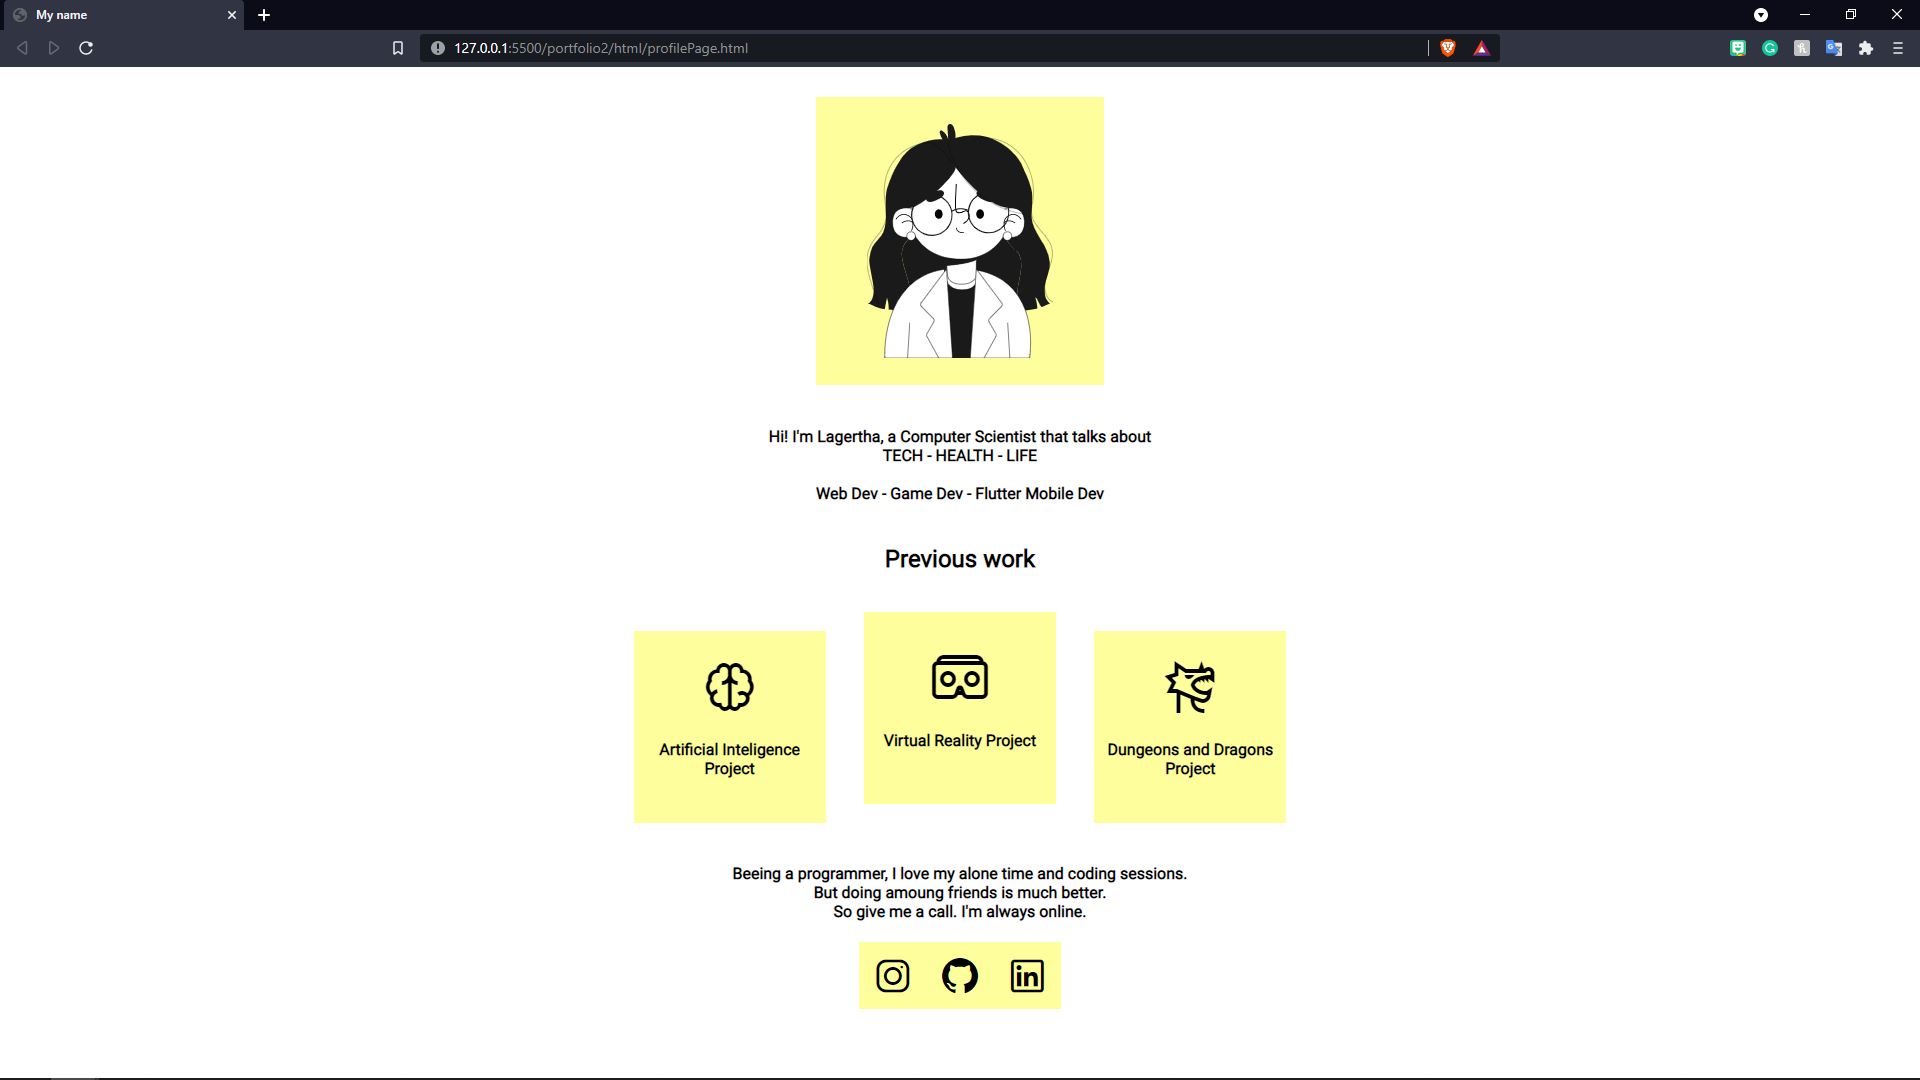 My name
127.0.0.1:5500/portfolio2/html/profilePage.html
Hi! I'm Lagertha, a Computer Scientist that talks about
TECH - HEALTH - LIFE
Web Dev - Game Dev - Flutter Mobile Dev
Previous work
Artificial Inteligence
Project
Virtual Reality Project
Dungeons and Dragons
Project
Beeing a programmer, I love my alone time and coding sessions.
But doing amoung friends is much better.
So give me a call. I'm always online.
in